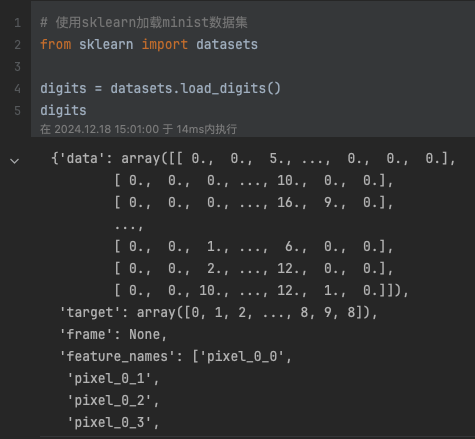 1 # 使用sklearn加载minist数据集
2 from sklearn import datasets
3
4 digits = datasets.load_digits()
5 digits
在 2024.12.18 15:01:00 于 14ms内执行
{'data': array([[ 0.,  0.,  5., ...,  0.,  0.,  0.],
        [ 0.,  0.,  0., ..., 10.,  0.,  0.],
        [ 0.,  0.,  0., ..., 16.,  9.,  0.],
        ...,
        [ 0.,  0.,  1., ...,  6.,  0.,  0.],
        [ 0.,  0.,  2., ..., 12.,  0.,  0.],
        [ 0.,  0., 10., ..., 12.,  1.,  0.]]),
 'target': array([0, 1, 2, ..., 8, 9, 8]),
 'frame': None,
 'feature_names': ['pixel_0_0',
  'pixel_0_1',
  'pixel_0_2',
  'pixel_0_3',